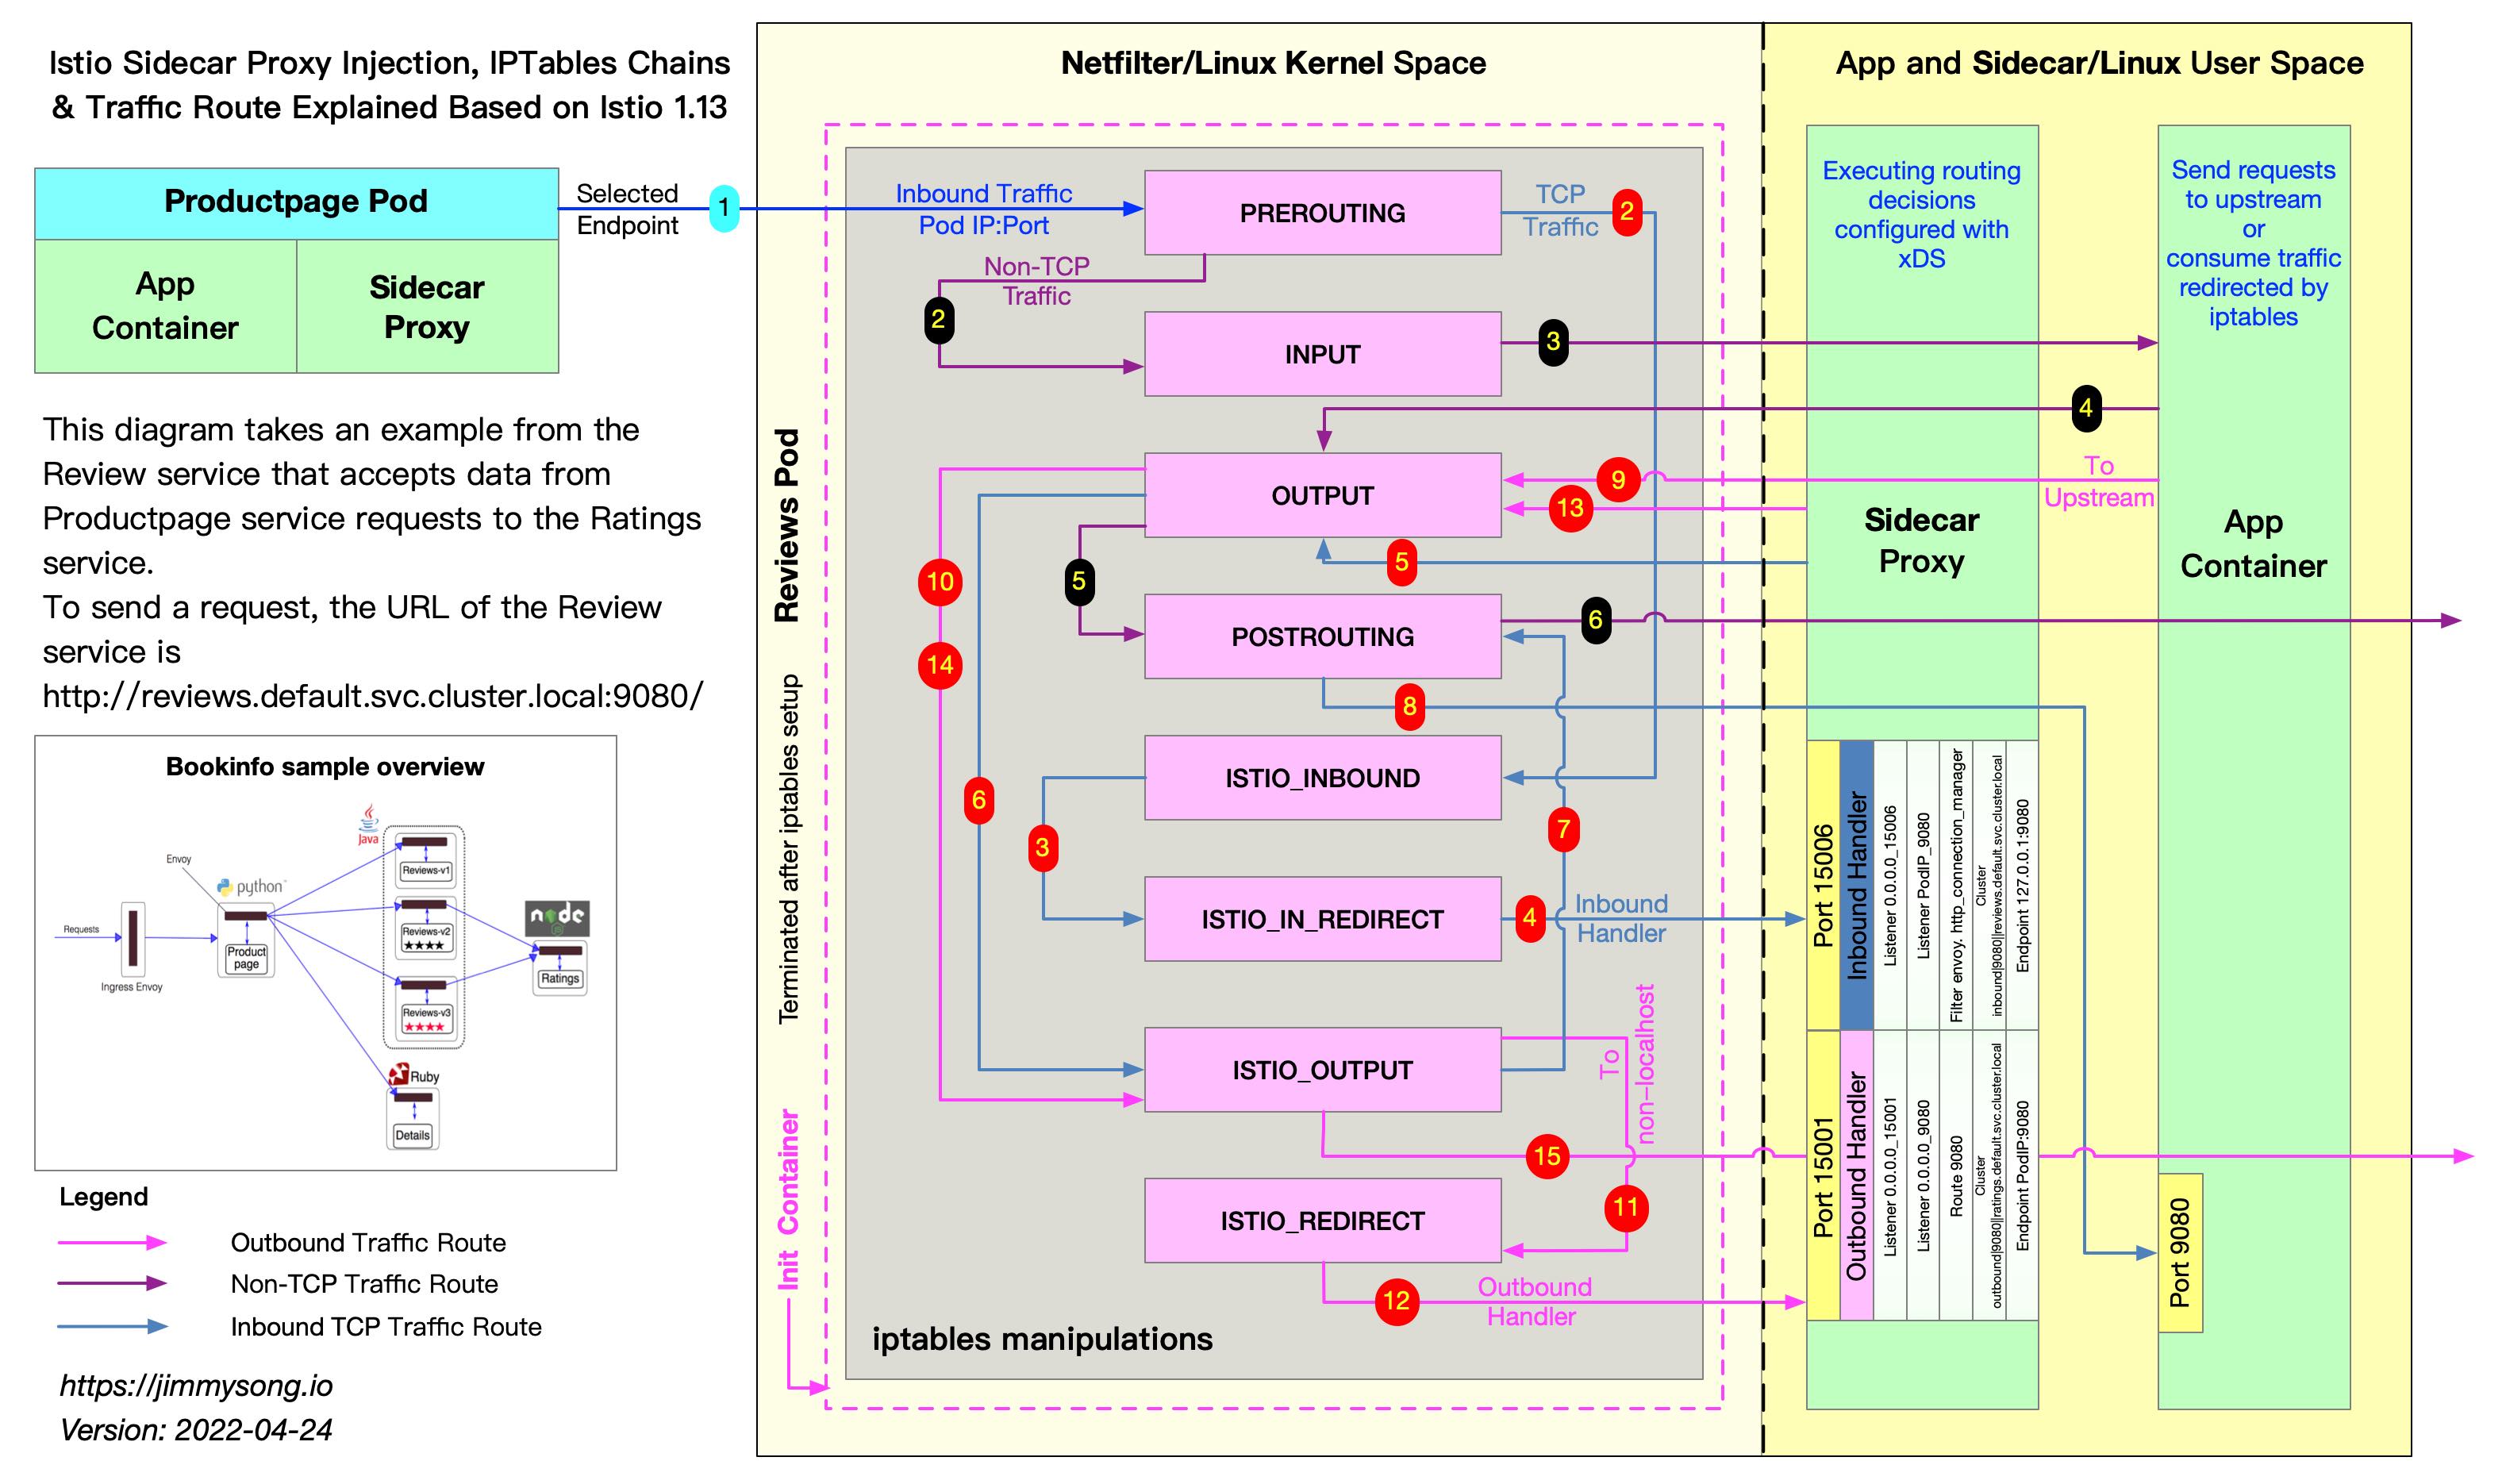 Istio Sidecar Proxy Injection, IPTables Chains
& Traffic Route Explained Based on Istio 1.13
Productpage Pod
App
Container
Sidecar
Proxy
Selected
Endpoint
1
This diagram takes an example from the
Review service that accepts data from
Productpage service requests to the Ratings
service.
To send a request, the URL of the Review
service is
http://reviews.default.svc.cluster.local:9080/
Bookinfo sample overview
Requests
Ingress Envoy
Envoy
python™
Product
page
Java
Reviews-v1
Reviews-v2
Reviews-v3
node
Ratings
Ruby
Details
Legend
Outbound Traffic Route
Non-TCP Traffic Route
Inbound TCP Traffic Route
https://jimmysong.io
Version: 2022-04-24
Netfilter/Linux Kernel Space
Reviews Pod
Terminated after iptables setup
Init Container
Inbound Traffic
Pod IP:Port
PREROUTING
TCP
Traffic
2
Non-TCP
Traffic
2
INPUT
3
4
OUTPUT
9
13
5
10
5
14
POSTROUTING
6
8
ISTIO_INBOUND
6
7
3
ISTIO_IN_REDIRECT
4
Inbound
Handler
ISTIO_OUTPUT
To
non-localhost
15
ISTIO_REDIRECT
11
12
Outbound
Handler
iptables manipulations
App and Sidecar/Linux User Space
Executing routing
decisions
configured with
xDS
Sidecar
Proxy
Send requests
to upstream
or
consume traffic
redirected by
iptables
To
Upstream
App
Container
Port 15006
Inbound Handler
Listener 0.0.0.0_15006
Listener PodIP_9080
Filter envoy. http_connection_manager
Cluster
inbound|9080||reviews.default.svc.cluster.local
Endpoint 127.0.0.1:9080
Port 15001
Outbound Handler
Listener 0.0.0.0_15001
Listener 0.0.0.0_9080
Route 9080
Cluster
outbound|9080||ratings.default.svc.cluster.local
Endpoint PodIP:9080
Port 9080